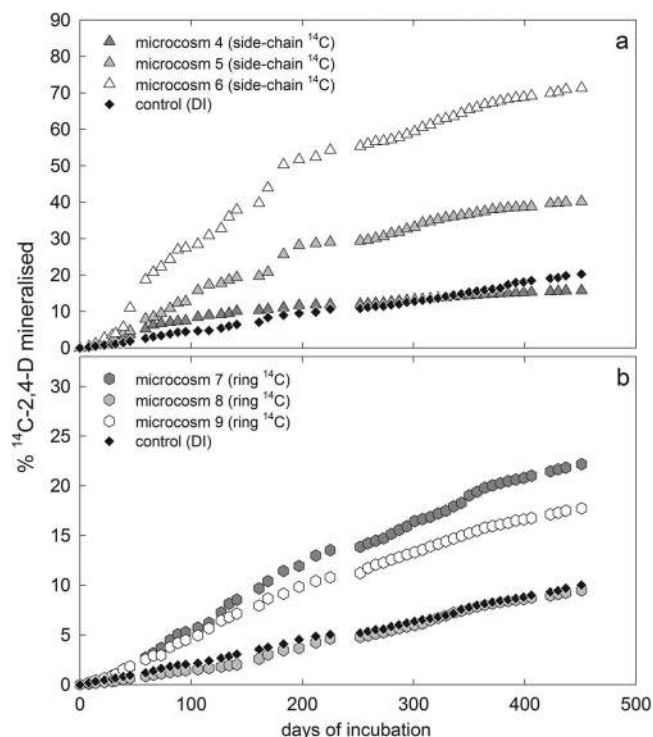 90
a
80
microcosm 4 (side-chain ¹⁴C)
microcosm 5 (side-chain ¹⁴C)
70
microcosm 6 (side-chain ¹⁴C)
control (DI)
60
50
40
30
20
10
0
% ¹⁴C-2,4-D mineralised
b
30
microcosm 7 (ring ¹⁴C)
microcosm 8 (ring ¹⁴C)
microcosm 9 (ring ¹⁴C)
25
control (DI)
20
15
10
5
0
0 100 200 300 400 500
days of incubation